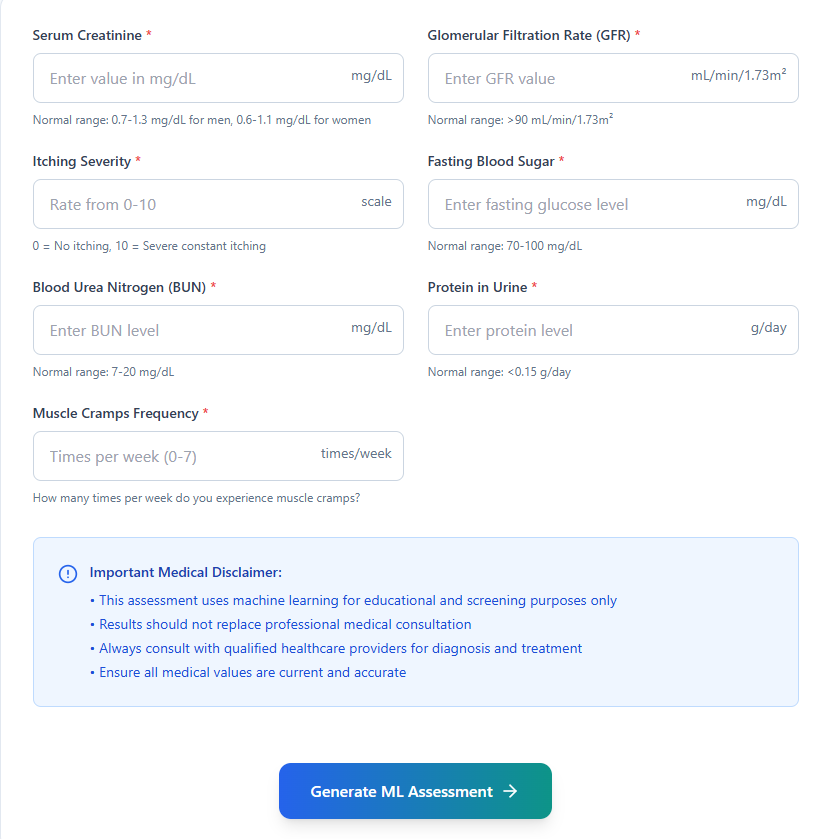 Serum Creatinine *
Glomerular Filtration Rate (GFR) *
Enter value in mg/dL
mg/dL
Enter GFR value
mL/min/1.73m²
Normal range: 0.7-1.3 mg/dL for men, 0.6-1.1 mg/dL for women
Normal range: >90 mL/min/1.73m²
Itching Severity *
Fasting Blood Sugar *
Rate from 0-10
scale
Enter fasting glucose level
mg/dL
0 = No itching, 10 = Severe constant itching
Normal range: 70-100 mg/dL
Blood Urea Nitrogen (BUN) *
Protein in Urine *
Enter BUN level
mg/dL
Enter protein level
g/day
Normal range: 7-20 mg/dL
Normal range: <0.15 g/day
Muscle Cramps Frequency *
Times per week (0-7)
times/week
How many times per week do you experience muscle cramps?
Important Medical Disclaimer:
• This assessment uses machine learning for educational and screening purposes only
• Results should not replace professional medical consultation
• Always consult with qualified healthcare providers for diagnosis and treatment
• Ensure all medical values are current and accurate
Generate ML Assessment →